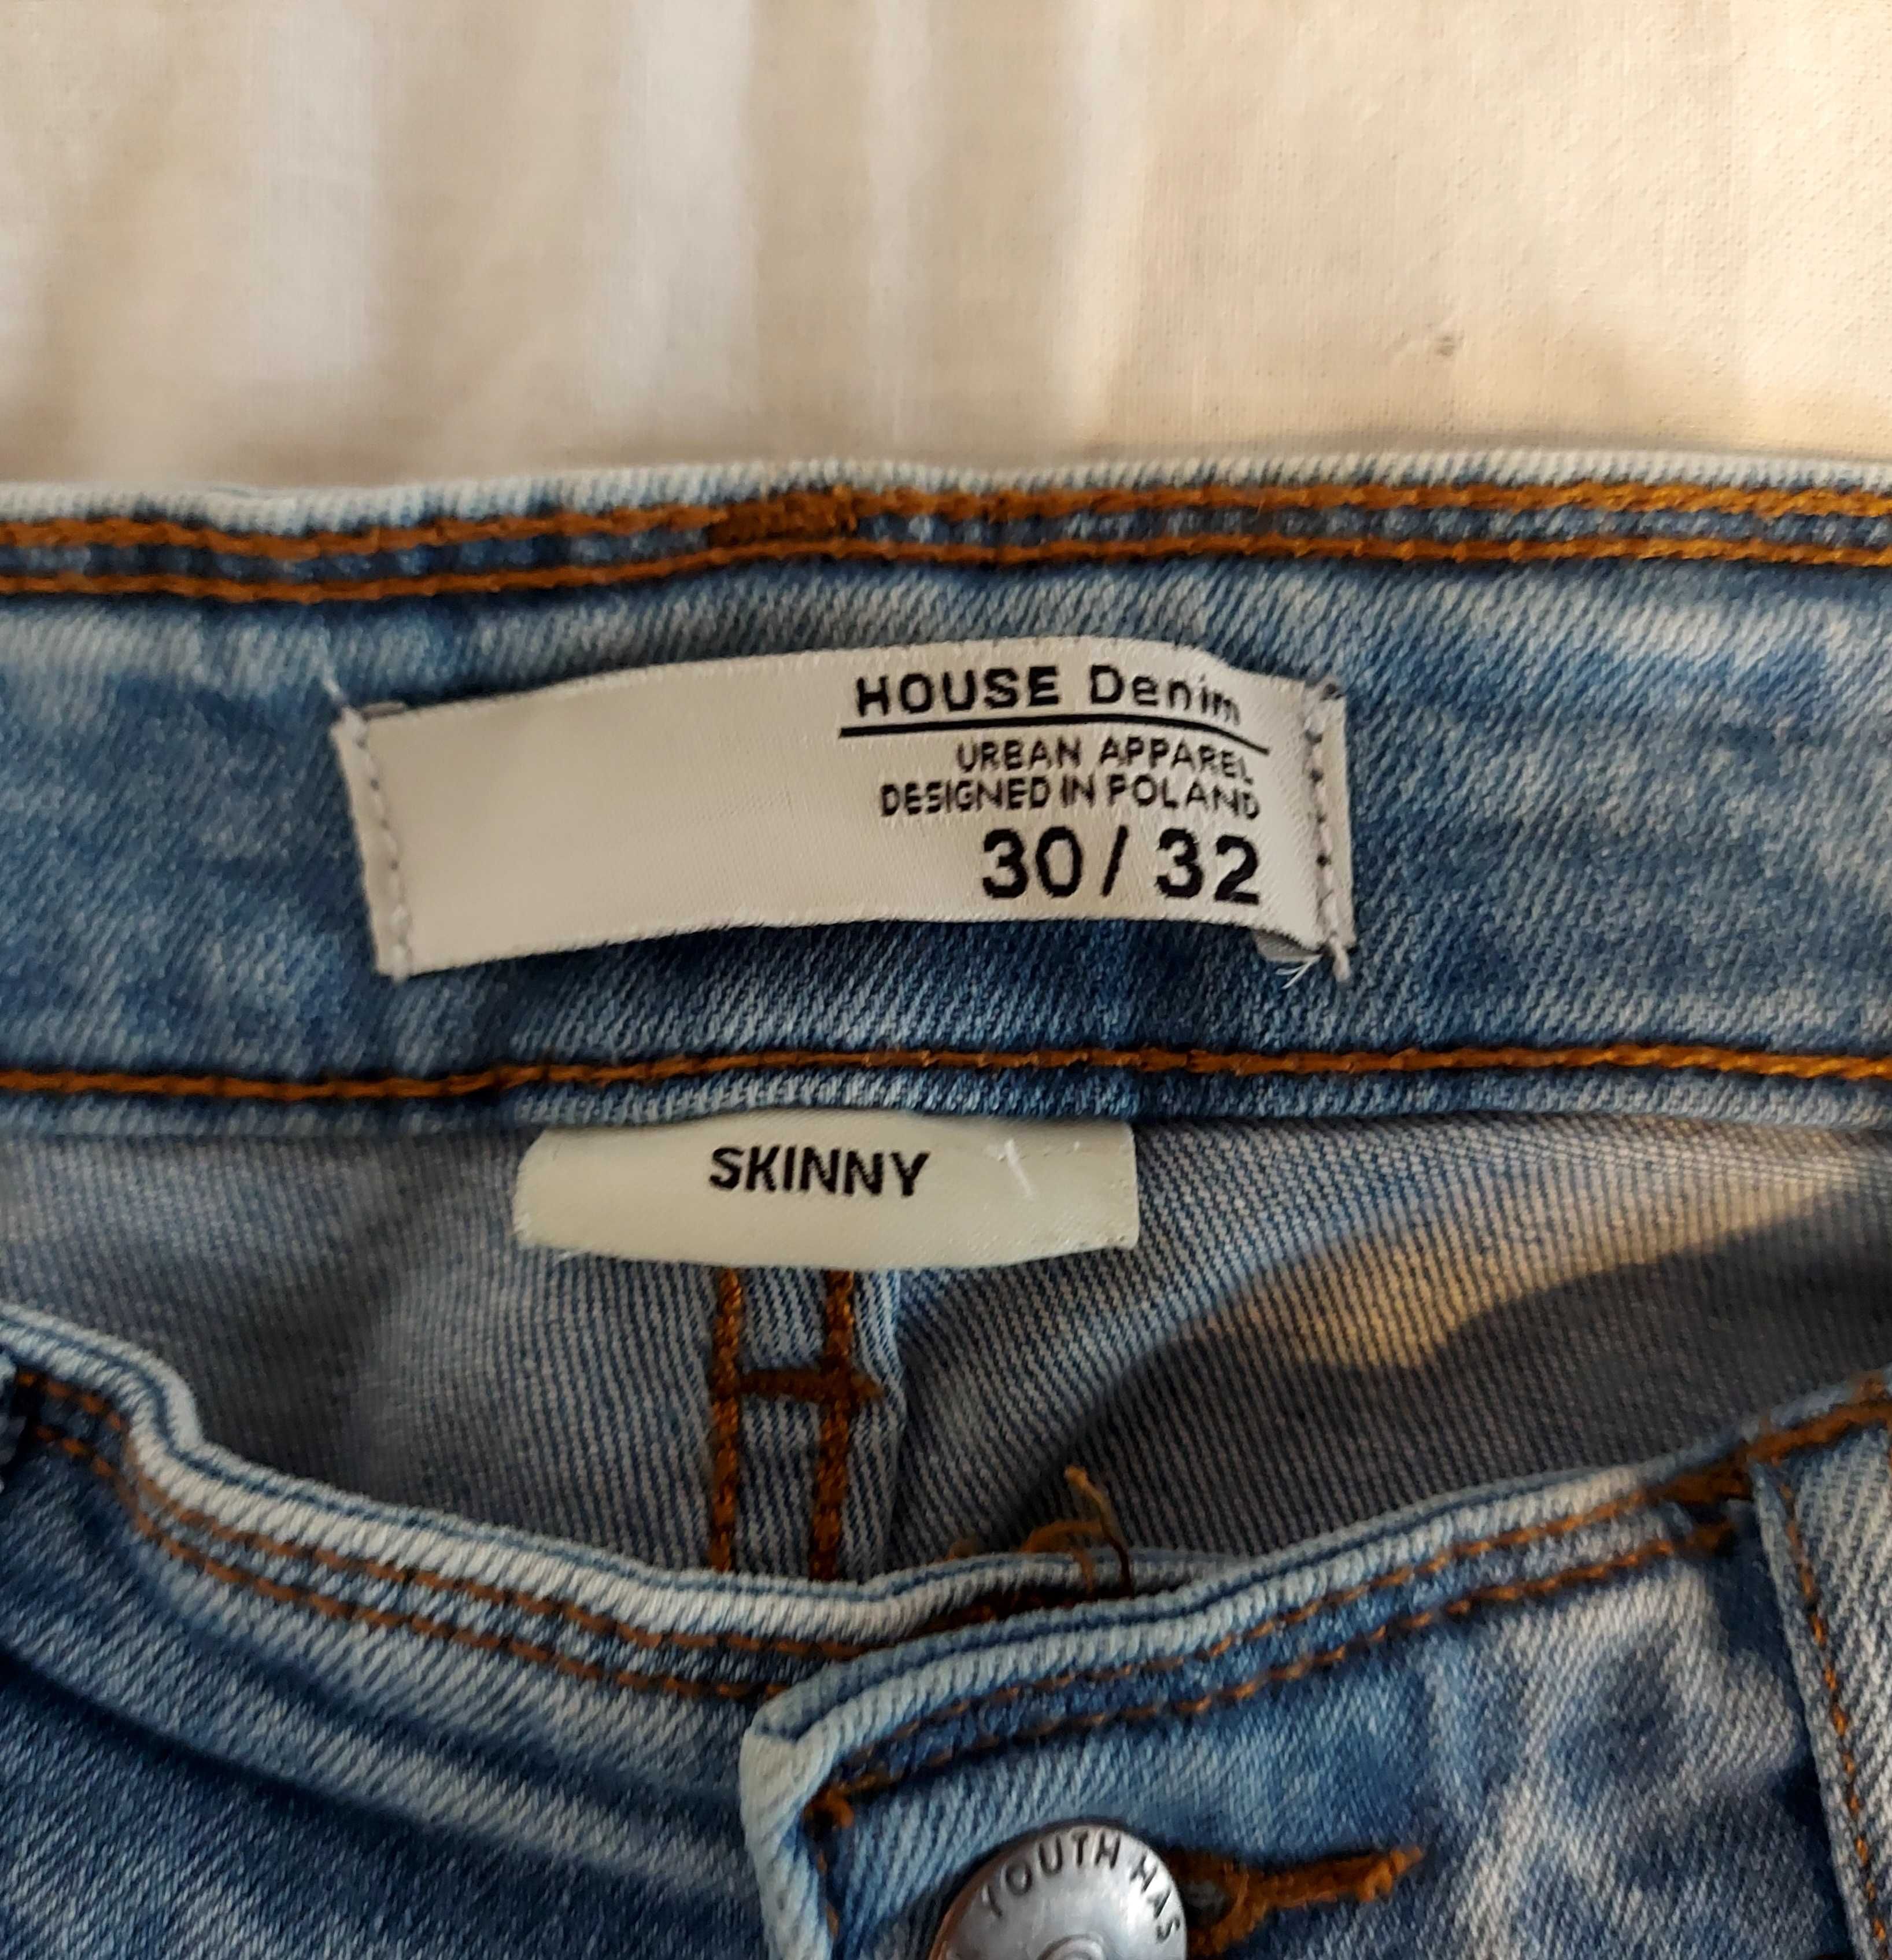 HOUSE Denim
URBAN APPAREL
DESIGNED IN POLAND
30 / 32
SKINNY
YOUTH HAS